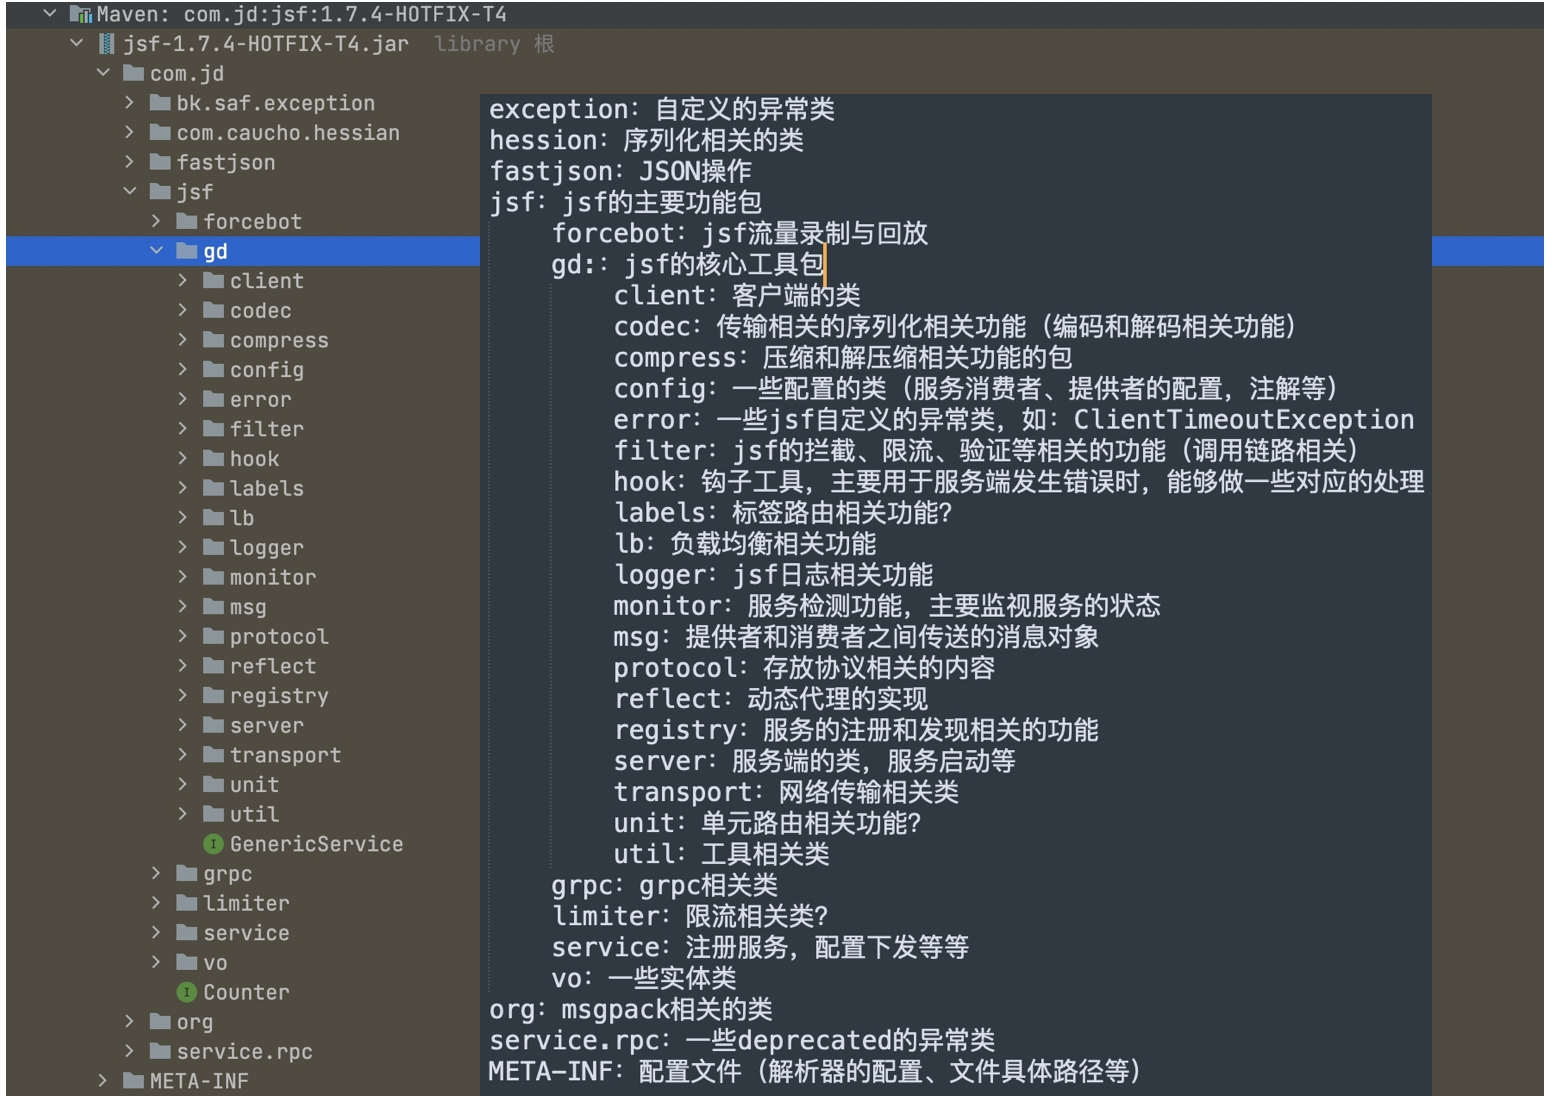 Maven: com.jd:jsf:1.7.4-HOTFIX-T4
jsf-1.7.4-HOTFIX-T4.jar library 根
com.jd
bk.saf.exception
com.caucho.hessian
fastjson
jsf
forcebot
gd
client
codec
compress
config
error
filter
hook
labels
lb
logger
monitor
msg
protocol
reflect
registry
server
transport
unit
util
GenericService
grpc
limiter
service
vo
Counter
org
service.rpc
META-INF
exception: 自定义的异常类
hession: 序列化相关的类
fastjson: JSON操作
jsf: jsf的主要功能包
forcebot: jsf流量录制与回放
gd:: jsf的核心工具包
client: 客户端的类
codec: 传输相关的序列化相关功能（编码和解码相关功能）
compress: 压缩和解压缩相关功能的包
config: 一些配置的类（服务消费者、提供者的配置，注解等）
error: 一些jsf自定义的异常类，如: ClientTimeoutException
filter: jsf的拦截、限流、验证等相关的功能（调用链路相关）
hook: 钩子工具，主要用于服务端发生错误时，能够做一些对应的处理
labels: 标签路由相关功能?
lb: 负载均衡相关功能
logger: jsf日志相关功能
monitor: 服务检测功能，主要监视服务的状态
msg: 提供者和消费者之间传送的消息对象
protocol: 存放协议相关的内容
reflect: 动态代理的实现
registry: 服务的注册和发现相关的功能
server: 服务端的类，服务启动等
transport: 网络传输相关类
unit: 单元路由相关功能?
util: 工具相关类
grpc: grpc相关类
limiter: 限流相关类?
service: 注册服务，配置下发等等
vo: 一些实体类
org: msgpack相关的类
service.rpc: 一些deprecated的异常类
META-INF: 配置文件（解析器的配置、文件具体路径等）